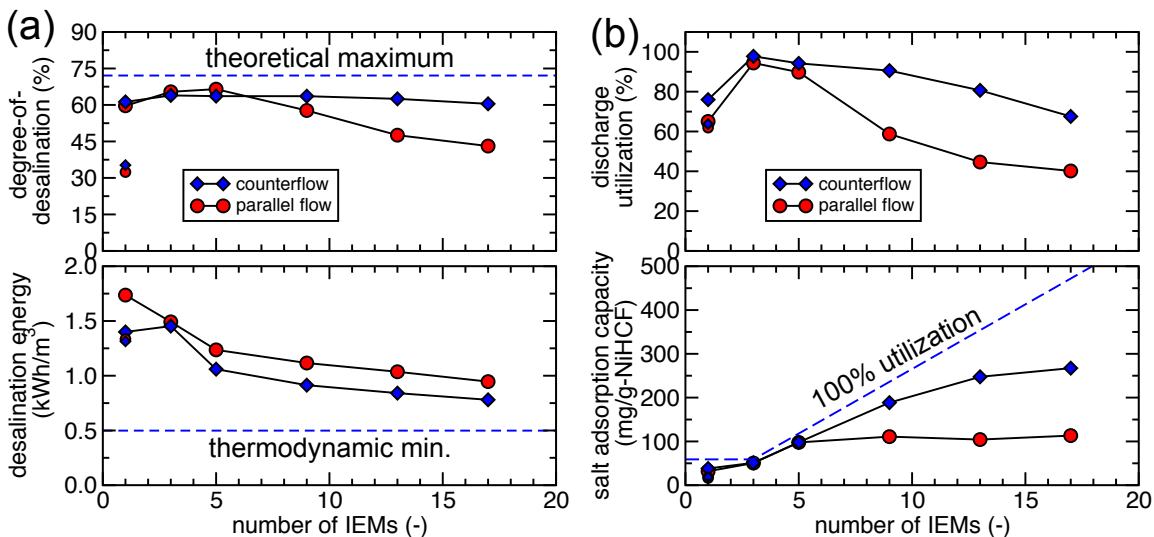 (a)
degree-of-
desalination (%)
90
75
60
45
30
15
0
theoretical maximum
counterflow
parallel flow
desalination energy
(kWh/m3)
2.0
1.5
1.0
0.5
0.0
thermodynamic min.
0 5 10 15 20
number of IEMs (-)
(b)
discharge
utilization (%)
100
80
60
40
20
0
counterflow
parallel flow
salt adsorption capacity
(mg/g-NiHCF)
500
400
300
200
100
0
100% utilization
0 5 10 15 20
number of IEMs (-)